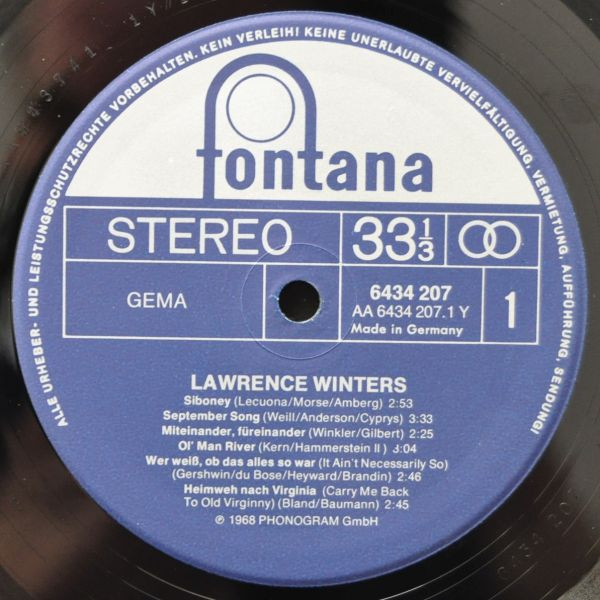 ALLE URHEBER- UND LEISTUNGSSCHUTZRECHTE VORBEHALTEN. KEIN VERLEIH! KEINE UNERLAUBTE VERVIELFÄLTIGUNG, VERMIETUNG, AUFFÜHRUNG, SENDUNG!
fontana
STEREO
33 1/3
GEMA
6434 207
AA 6434 207.1 Y
Made in Germany
1
LAWRENCE WINTERS
Siboney (Lecuona/Morse/Amberg) 2:53
September Song (Weill/Anderson/Cyprys) 3:33
Miteinander, füreinander (Winkler/Gilbert) 2:25
Ol' Man River (Kern/Hammerstein II) 3:04
Wer weiß, ob das alles so war (It Ain't Necessarily So)
(Gershwin/du Bose/Heyward/Brandin) 2:46
Heimweh nach Virginia (Carry Me Back
To Old Virginny) (Bland/Baumann) 2:45
℗ 1968 PHONOGRAM GmbH